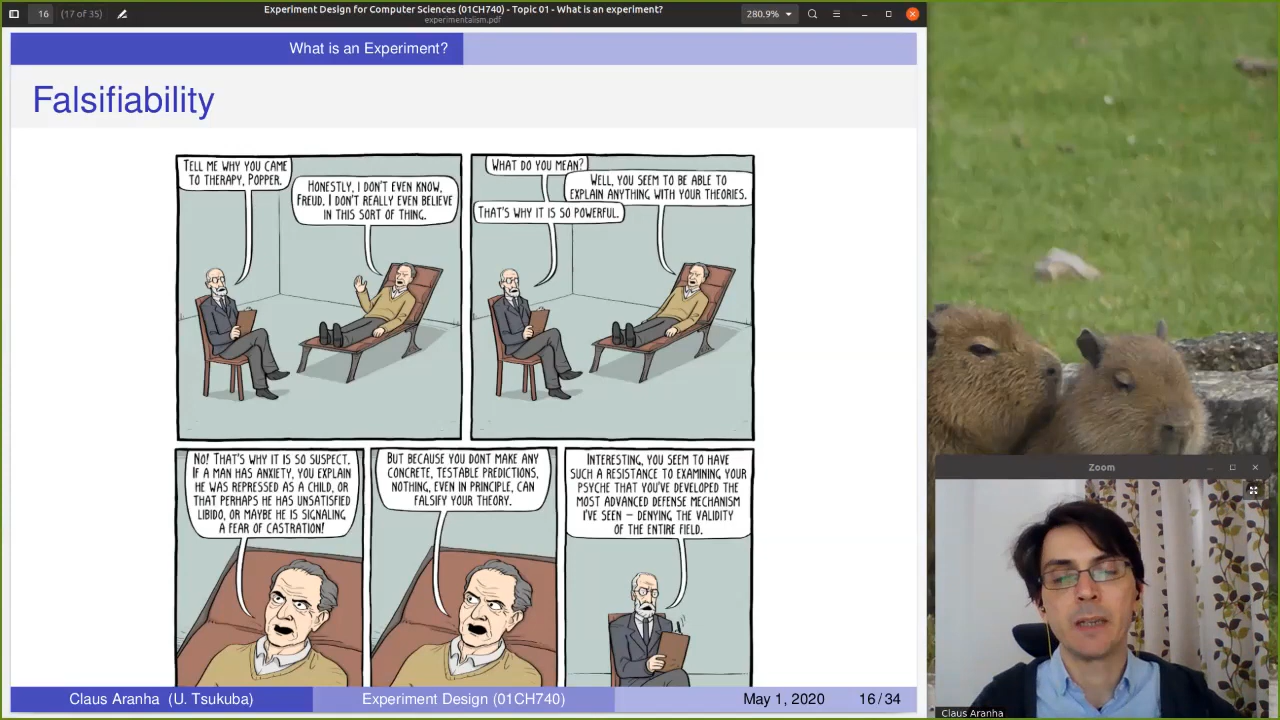 16 (17 of 35)
Experiment Design for Computer Sciences (01CH740) - Topic 01 - What is an experiment?
experimentalism.pdf
280.9%
What is an Experiment?
Falsifiability
TELL ME WHY YOU CAME
TO THERAPY, POPPER.
HONESTLY, I DON'T EVEN KNOW,
FREUD. I DON'T REALLY EVEN BELIEVE
IN THIS SORT OF THING.
WHAT DO YOU MEAN?
WELL, YOU SEEM TO BE ABLE TO
EXPLAIN ANYTHING WITH YOUR THEORIES.
THAT'S WHY IT IS SO POWERFUL.
NO! THAT'S WHY IT IS SO SUSPECT.
IF A MAN HAS ANXIETY, YOU EXPLAIN
HE WAS REPRESSED AS A CHILD, OR
THAT PERHAPS HE HAS UNSATISFIED
LIBIDO, OR MAYBE HE IS SIGNALING
A FEAR OF CASTRATION!
BUT BECAUSE YOU DONT MAKE ANY
CONCRETE, TESTABLE PREDICTIONS,
NOTHING, EVEN IN PRINCIPLE, CAN
FALSIFY YOUR THEORY.
INTERESTING, YOU SEEM TO HAVE
SUCH A RESISTANCE TO EXAMINING YOUR
PSYCHE THAT YOU'VE DEVELOPED THE
MOST ADVANCED DEFENSE MECHANISM
I'VE SEEN – DENYING THE VALIDITY
OF THE ENTIRE FIELD.
Claus Aranha (U. Tsukuba)
Experiment Design (01CH740)
May 1, 2020
16/34
Zoom
Claus Aranha